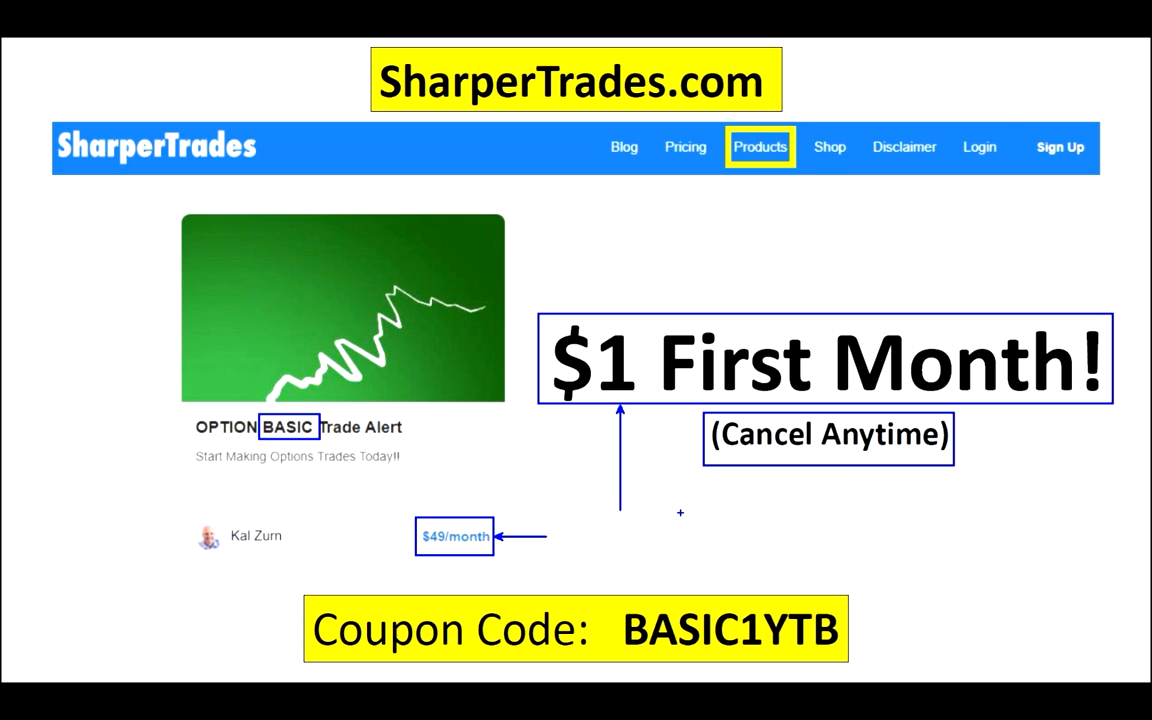 SharperTrades.com
SharperTrades Blog Pricing Products Shop Disclaimer Login Sign Up
$1 First Month!
OPTION BASIC Trade Alert
(Cancel Anytime)
Start Making Options Trades Today!!
Kal Zurn $49/month
Coupon Code: BASIC1YTB